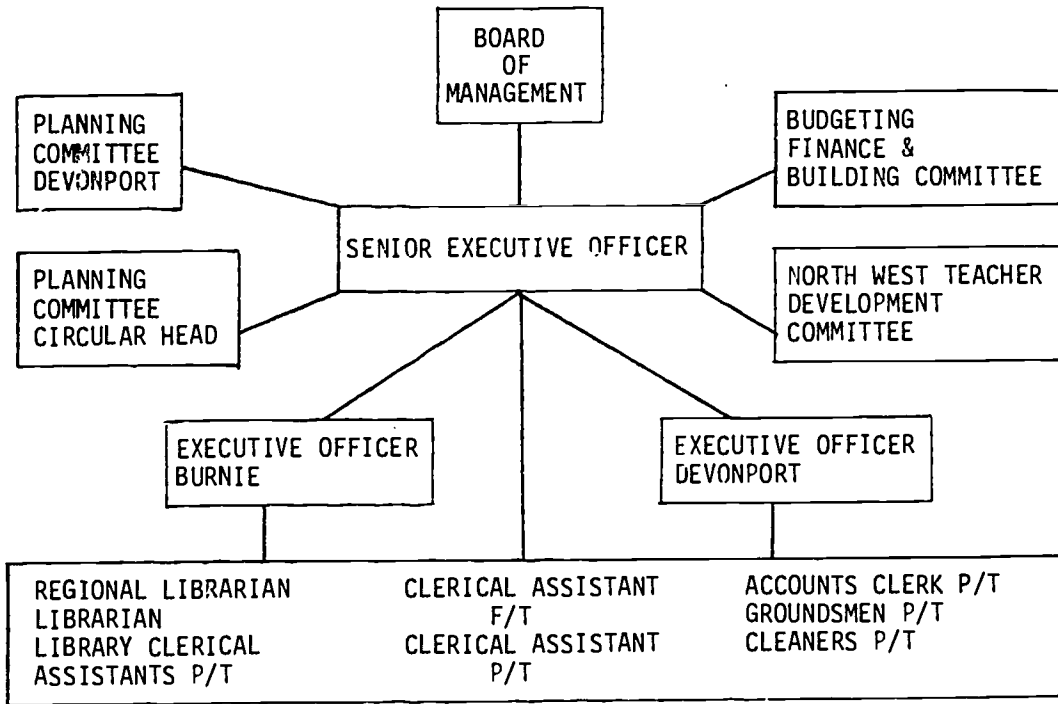 BOARD
OF
MANAGEMENT
PLANNING
COMMITTEE
DEVONPORT
BUDGETING
FINANCE &
BUILDING COMMITTEE
SENIOR EXECUTIVE OFFICER
PLANNING
COMMITTEE
CIRCULAR HEAD
NORTH WEST TEACHER
DEVELOPMENT
COMMITTEE
EXECUTIVE OFFICER
BURNIE
EXECUTIVE OFFICER
DEVONPORT
REGIONAL LIBRARIAN
LIBRARIAN
LIBRARY CLERICAL
ASSISTANTS P/T
CLERICAL ASSISTANT
F/T
CLERICAL ASSISTANT
P/T
ACCOUNTS CLERK P/T
GROUNDSMEN P/T
CLEANERS P/T